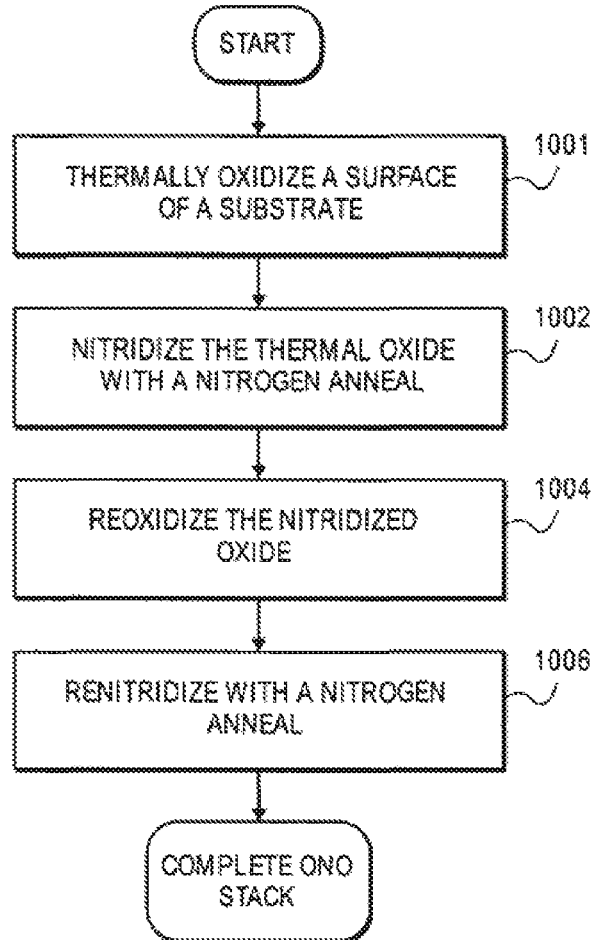 START
THERMALLY OXIDIZE A SURFACE
OF A SUBSTRATE
1001
NITRIDIZE THE THERMAL OXIDE
WITH A NITROGEN ANNEAL
1002
REOXIDIZE THE NITRIDIZED
OXIDE
1004
RENITRIDIZE WITH A NITROGEN
ANNEAL
1006
COMPLETE ONO
STACK